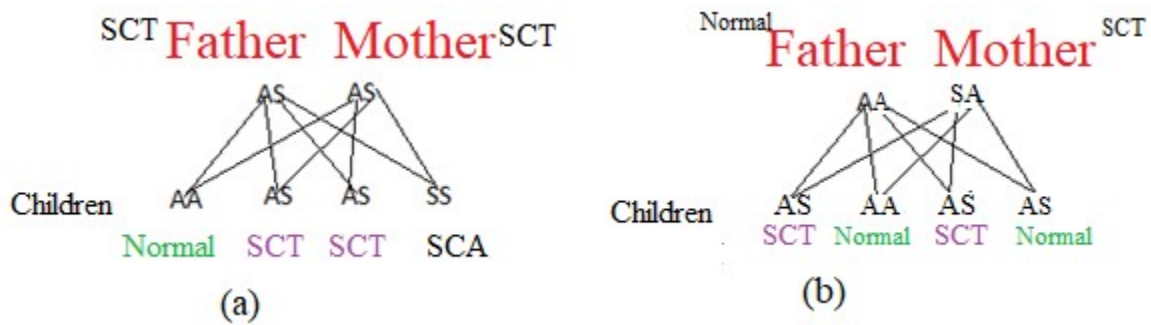 SCT Father Mother SCT
AS AS
Children AA AS AS SS
Normal SCT SCT SCA
(a)
Normal Father Mother SCT
AA SA
Children AS AA AS AS
SCT Normal SCT Normal
(b)